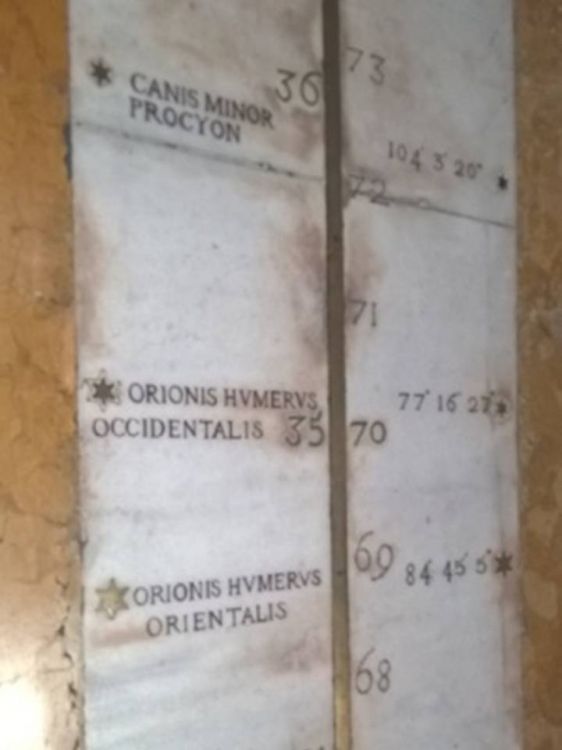 36 73
CANIS MINOR
PROCYON
104° 3' 20"
72
71
ORIONIS HVMERVS
77° 16' 27"
OCCIDENTALIS 35 70
69
84° 45' 5"
ORIONIS HVMERVS
ORIENTALIS
68